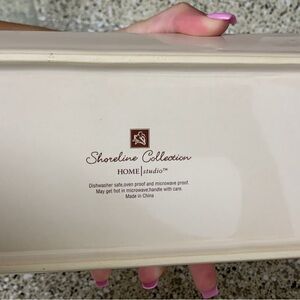 Shoreline Collection
HOME|studio™
Dishwasher safe,oven proof and microwave proof.
May get hot in microwave,handle with care.
Made in China